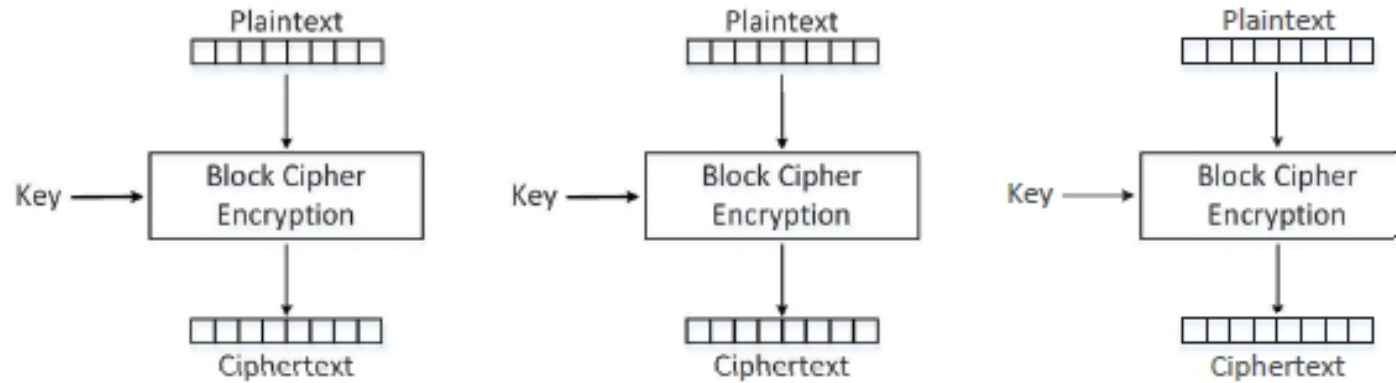 Plaintext
Plaintext
Plaintext
Key
Block Cipher
Encryption
Key
Block Cipher
Encryption
Key
Block Cipher
Encryption
Ciphertext
Ciphertext
Ciphertext